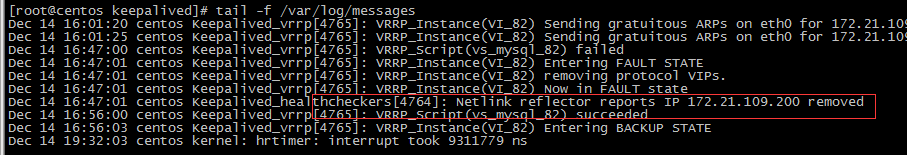 [root@centos keepalived]# tail -f /var/log/messages
Dec 14 16:01:20 centos Keepalived_vrrp[4765]: VRRP_Instance(VI_82) Sending gratuitous ARPs on eth0 for 172.21.109
Dec 14 16:01:25 centos Keepalived_vrrp[4765]: VRRP_Instance(VI_82) Sending gratuitous ARPs on eth0 for 172.21.109
Dec 14 16:47:00 centos Keepalived_vrrp[4765]: VRRP_Script(vs_mysql_82) failed
Dec 14 16:47:01 centos Keepalived_vrrp[4765]: VRRP_Instance(VI_82) Entering FAULT STATE
Dec 14 16:47:01 centos Keepalived_vrrp[4765]: VRRP_Instance(VI_82) removing protocol VIPs.
Dec 14 16:47:01 centos Keepalived_vrrp[4765]: VRRP_Instance(VI_82) Now in FAULT state
Dec 14 16:47:01 centos Keepalived_healthcheckers[4764]: Netlink reflector reports IP 172.21.109.200 removed
Dec 14 16:56:00 centos Keepalived_vrrp[4765]: VRRP_Script(vs_mysql_82) succeeded
Dec 14 16:56:03 centos Keepalived_vrrp[4765]: VRRP_Instance(VI_82) Entering BACKUP STATE
Dec 14 19:32:03 centos kernel: hrtimer: interrupt took 9311779 ns